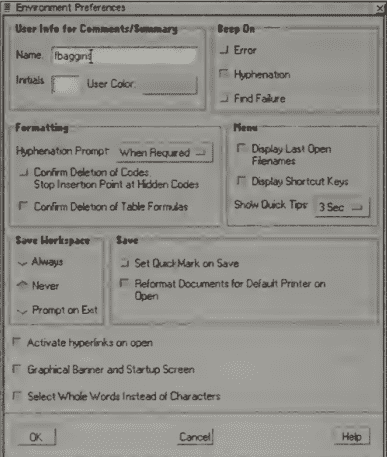 Environment Preferences
User Info for Comments/Summary
Name: fbaggins
Initials: User Color:
Beep On
Error
Hyphenation
Find Failure
Formatting
Hyphenation Prompt: When Required
Confirm Deletion of Codes,
Stop Insertion Point at Hidden Codes
Confirm Deletion of Table Formulas
Menu
Display Last Open
Filenames
Display Shortcut Keys
Show Quick Tips: 3 Sec
Save Workspace
Always
Never
Prompt on Exit
Save
Set QuickMark on Save
Reformat Documents for Default Printer on
Open
Activate hyperlinks on open
Graphical Banner and Startup Screen
Select Whole Words Instead of Characters
OK Cancel Help